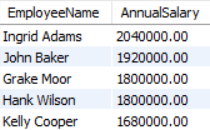 EmployeeName AnnualSalary
Ingrid Adams 2040000.00
John Baker 1920000.00
Grake Moor 1800000.00
Hank Wilson 1800000.00
Kelly Cooper 1680000.00